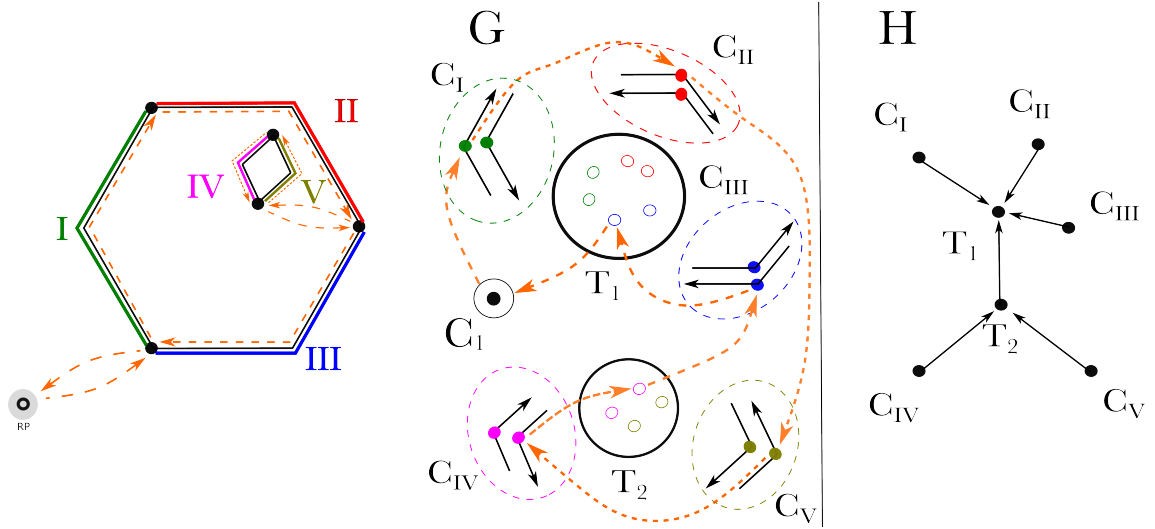 II
I
IV
V
III
RP
G
C_I
C_II
C_III
T_1
C_1
C_IV
T_2
C_V
H
C_I
C_II
C_III
T_1
T_2
C_IV
C_V